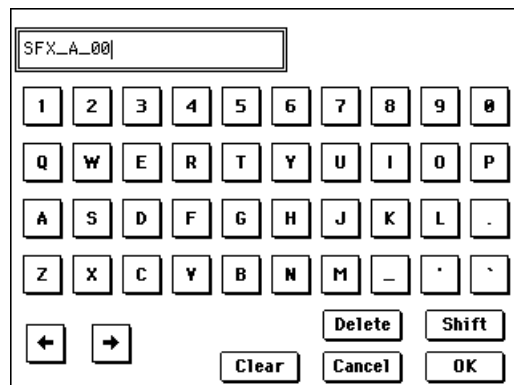 SFX_A_00
1 2 3 4 5 6 7 8 9 0
Q W E R T Y U I O P
A S D F G H J K L .
Z X C V B N M _ ' `
← → Delete Shift
Clear Cancel OK